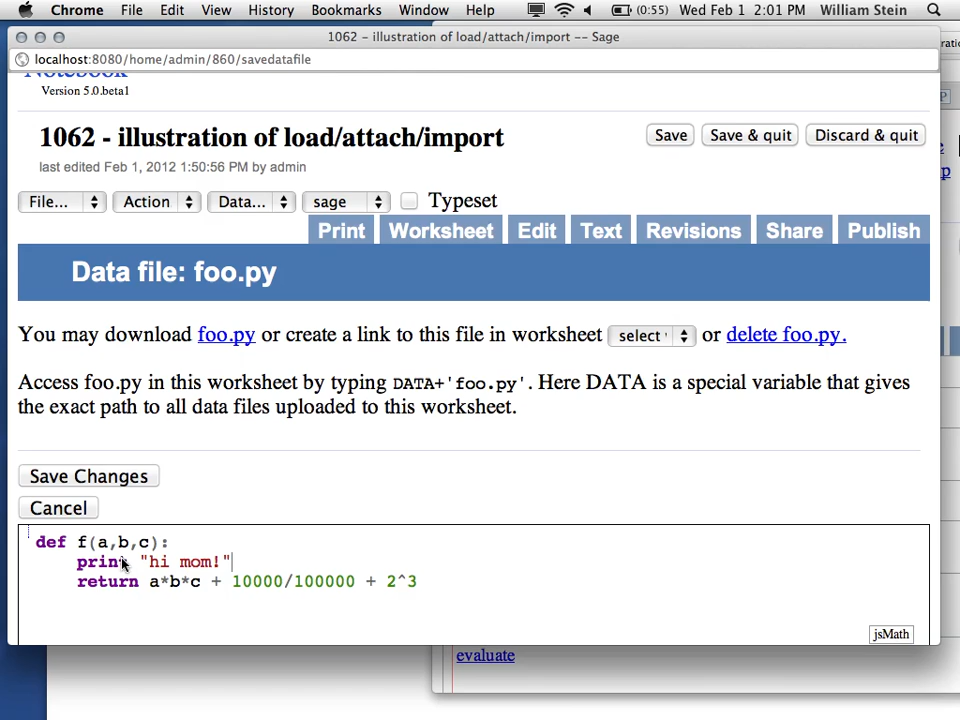 Chrome File Edit View History Bookmarks Window Help (0:55) Wed Feb 1 2:01 PM William Stein
1062 - illustration of load/attach/import -- Sage
localhost:8080/home/admin/860/savedatafile
Notebook
Version 5.0.beta1
1062 - illustration of load/attach/import Save Save & quit Discard & quit
last edited Feb 1, 2012 1:50:56 PM by admin
File... Action Data... sage Typeset
Print Worksheet Edit Text Revisions Share Publish
Data file: foo.py
You may download foo.py or create a link to this file in worksheet select or delete foo.py.
Access foo.py in this worksheet by typing DATA+'foo.py'. Here DATA is a special variable that gives
the exact path to all data files uploaded to this worksheet.
Save Changes
Cancel
def f(a,b,c):
print "hi mom!"
return a*b*c + 10000/100000 + 2^3
jsMath
evaluate